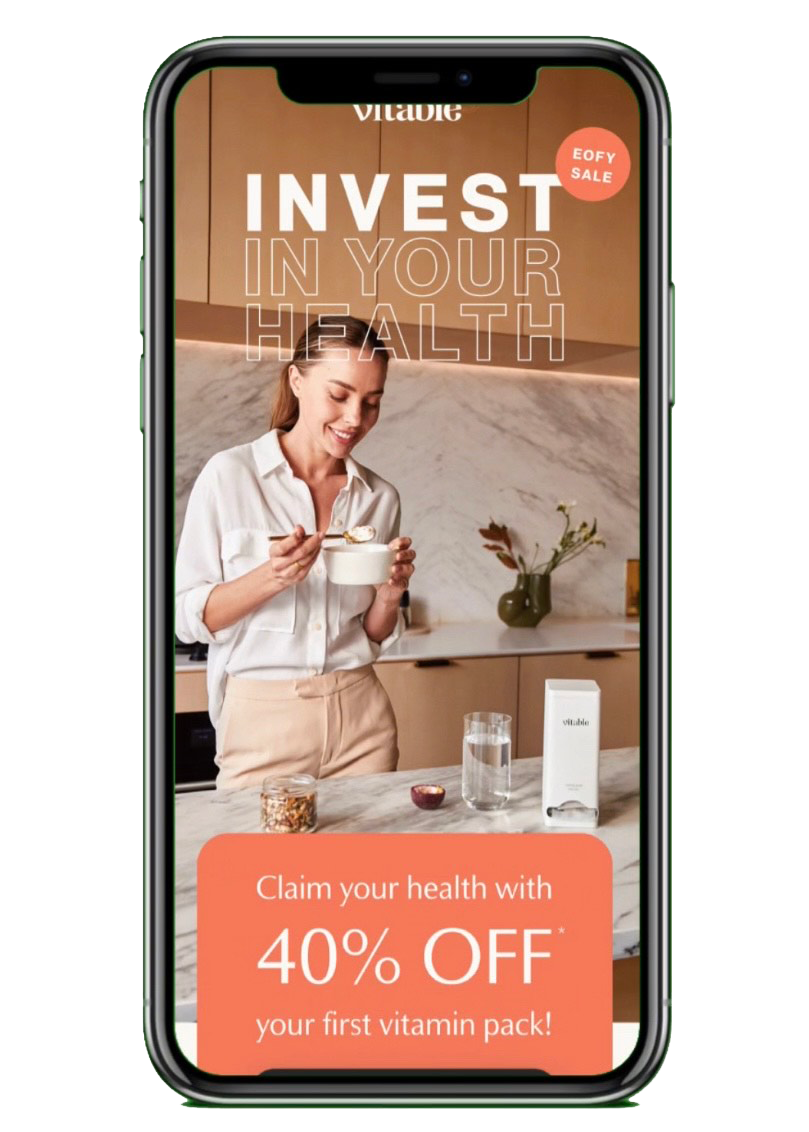 vitable
EOFY
SALE
INVEST
IN YOUR
HEALTH
vitable
Claim your health with
40% OFF*
your first vitamin pack!